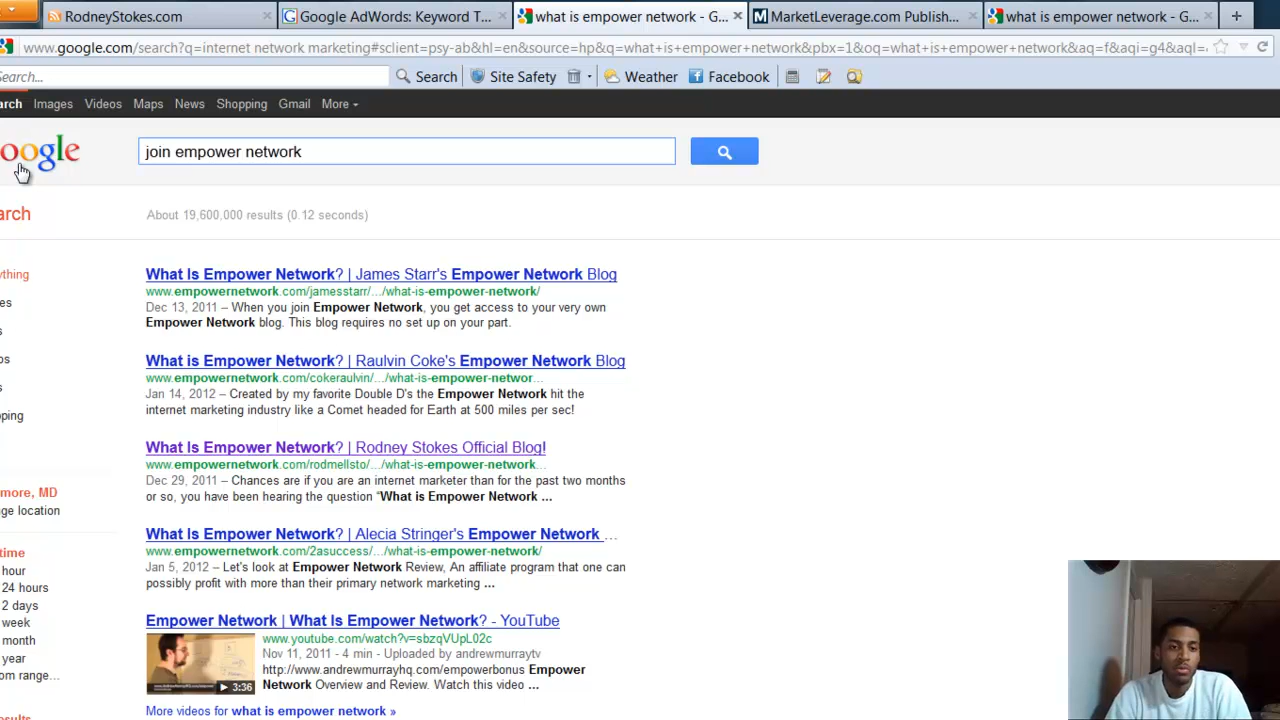 RodneyStokes.com
Google AdWords: Keyword T...
what is empower network - G...
MarketLeverage.com Publish...
what is empower network - G...
www.google.com/search?q=internet network marketing#sclient=psy-ab&hl=en&source=hp&q=what+is+empower+network&pbx=1&oq=what+is+empower+network&aq=f&aqi=g4&aql=
Search...
Search
Site Safety
Weather
Facebook
arch Images Videos Maps News Shopping Gmail More
oogle
join empower network
arch
About 19,600,000 results (0.12 seconds)
What Is Empower Network? | James Starr's Empower Network Blog
www.empowernetwork.com/jamesstarr/.../what-is-empower-network/
Dec 13, 2011 – When you join Empower Network, you get access to your very own
Empower Network blog. This blog requires no set up on your part.
What is Empower Network? | Raulvin Coke's Empower Network Blog
www.empowernetwork.com/cokeraulvin/.../what-is-empower-networ...
Jan 14, 2012 – Created by my favorite Double D's the Empower Network hit the
internet marketing industry like a Comet headed for Earth at 500 miles per sec!
What Is Empower Network? | Rodney Stokes Official Blog!
www.empowernetwork.com/rodmellsto/.../what-is-empower-network...
Dec 29, 2011 – Chances are if you are an internet marketer than for the past two months
or so, you have been hearing the question “What is Empower Network ...
What Is Empower Network? | Alecia Stringer's Empower Network ...
www.empowernetwork.com/2asuccess/.../what-is-empower-network/
Jan 5, 2012 – Let's look at Empower Network Review, An affiliate program that one can
possibly profit with more than their primary network marketing ...
Empower Network | What Is Empower Network? - YouTube
www.youtube.com/watch?v=sbzqVUpL02c
Nov 11, 2011 - 4 min - Uploaded by andrewmurraytv
http://www.andrewmurrayhq.com/empowerbonus Empower
Network Overview and Review. Watch this video ...
3:36
More videos for what is empower network »
ything
es
s
os
s
pping
more, MD
nge location
time
hour
24 hours
2 days
week
month
year
om range...
sults